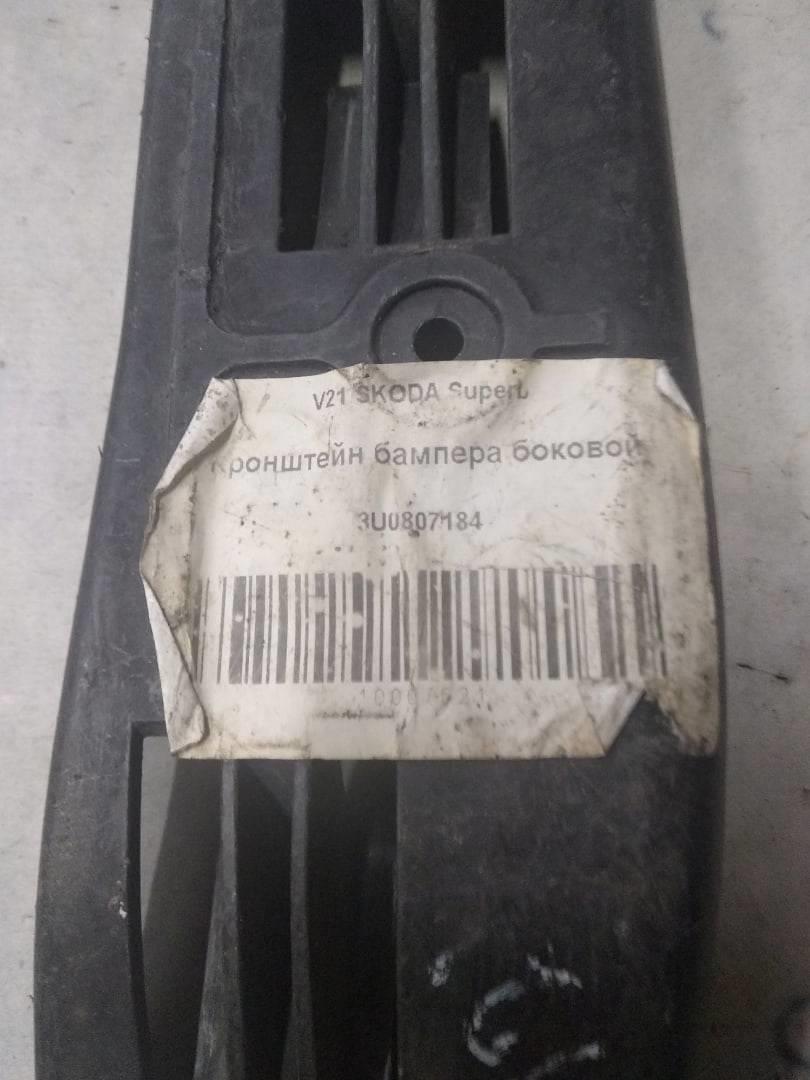 V21 SKODA Superb
Кронштейн бампера боковой
3U0807184